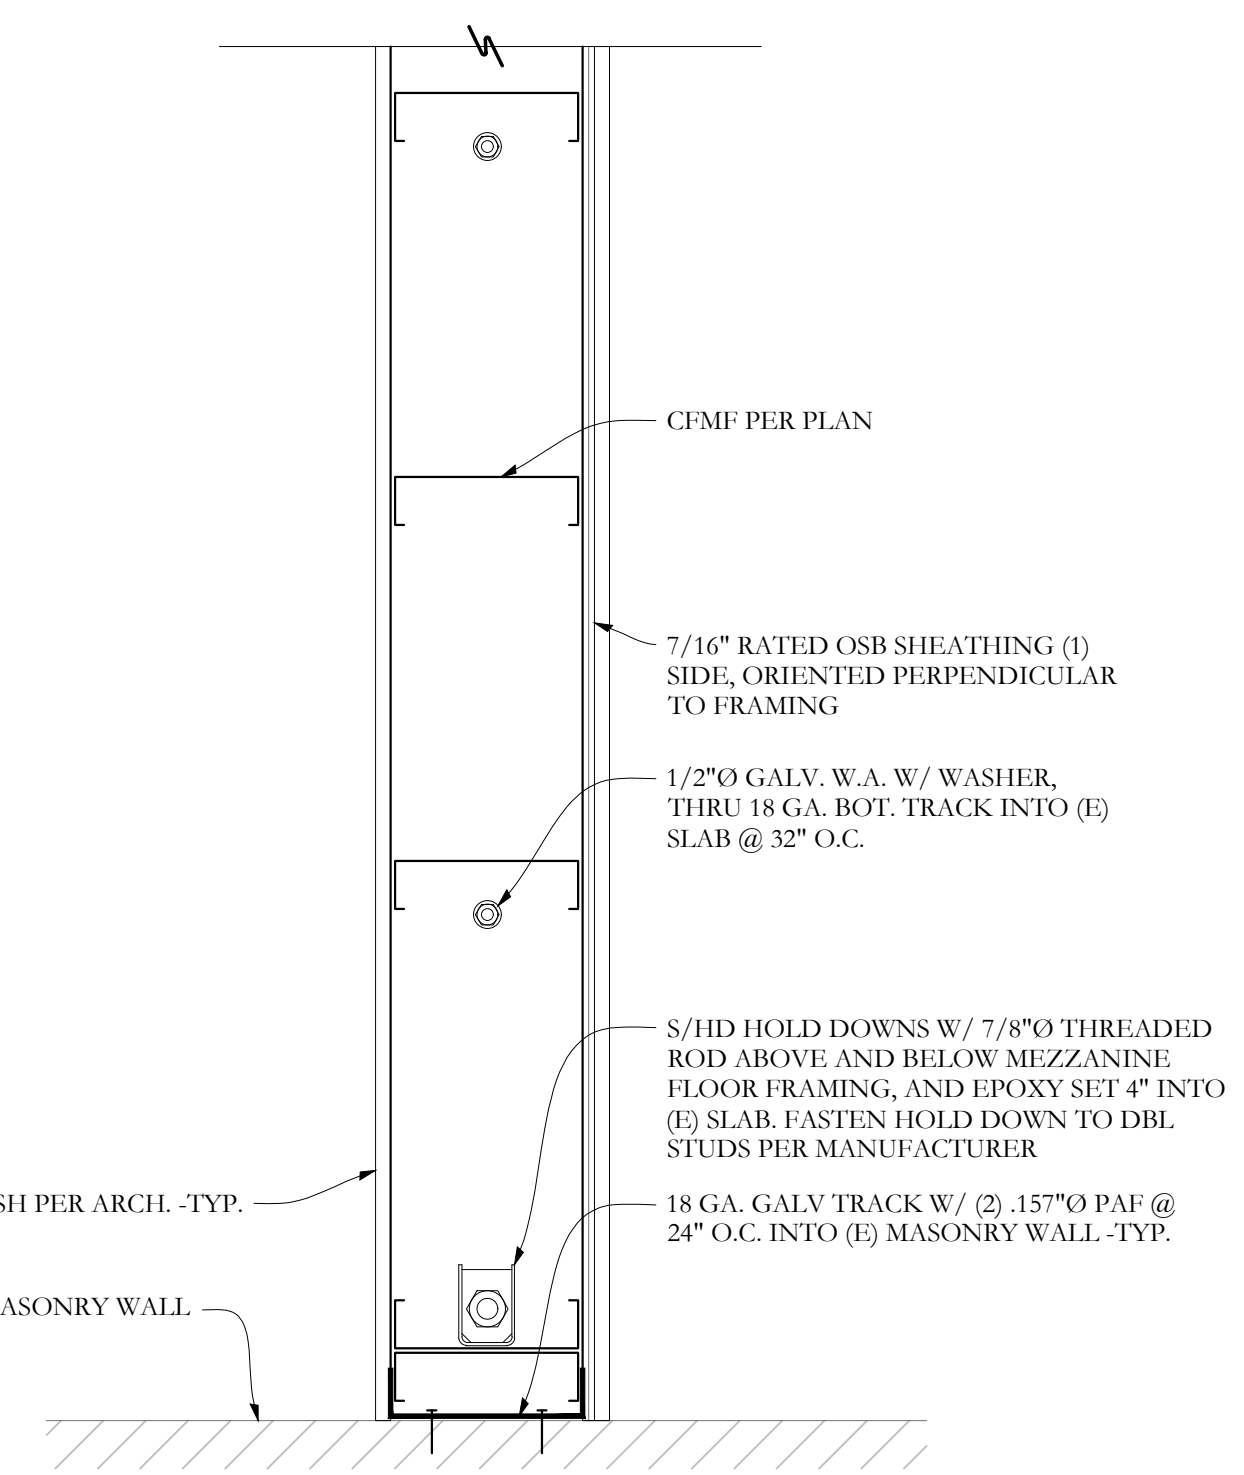 CFMF PER PLAN
7/16" RATED OSB SHEATHING (1)
SIDE, ORIENTED PERPENDICULAR
TO FRAMING
1/2"Ø GALV. W.A. W/ WASHER,
THRU 18 GA. BOT. TRACK INTO (E)
SLAB @ 32" O.C.
S/HD HOLD DOWNS W/ 7/8"Ø THREADED
ROD ABOVE AND BELOW MEZZANINE
FLOOR FRAMING, AND EPOXY SET 4" INTO
(E) SLAB. FASTEN HOLD DOWN TO DBL
STUDS PER MANUFACTURER
18 GA. GALV TRACK W/ (2) .157"Ø PAF @
24" O.C. INTO (E) MASONRY WALL -TYP.
PER ARCH. -TYP.
WALL